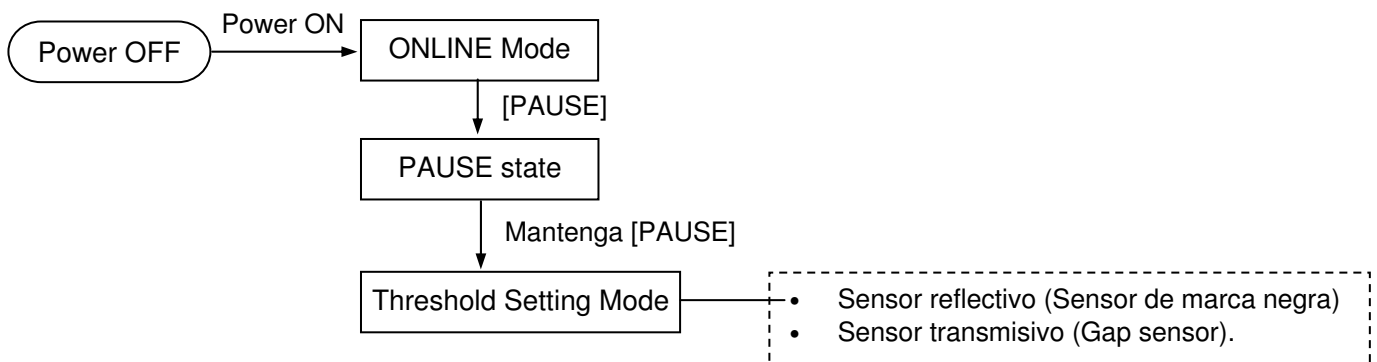 Power ON
Power OFF
ONLINE Mode
[PAUSE]
PAUSE state
Mantenga [PAUSE]
Threshold Setting Mode
• Sensor reflectivo (Sensor de marca negra)
• Sensor transmisivo (Gap sensor).